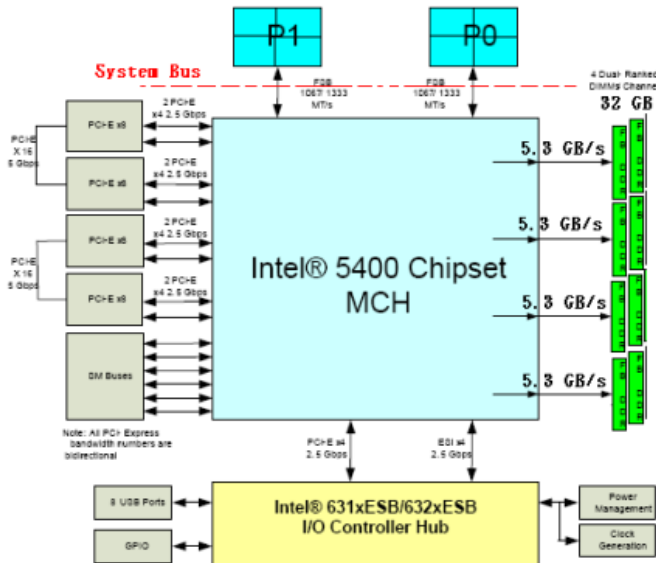 P1
P0
System Bus
FSB
1067/1333
MT/s
FSB
1067/1333
MT/s
4 Dual-Ranked
DIMMs Channel
32 GB
PCI-E
X 16
5 Gbps
PCI-E x8
2 PCI-E
x4 2.5 Gbps
PCI-E x8
2 PCI-E
x4 2.5 Gbps
PCI-E
X 16
5 Gbps
PCI-E x8
2 PCI-E
x4 2.5 Gbps
PCI-E x8
2 PCI-E
x4 2.5 Gbps
SM Buses
Note: All PCI Express
bandwidth numbers are
bidirectional
Intel® 5400 Chipset
MCH
5.3 GB/s
5.3 GB/s
5.3 GB/s
5.3 GB/s
PCI-E x4
2.5 Gbps
ESI x4
2.5 Gbps
8 USB Ports
GPIO
Intel® 631xESB/632xESB
I/O Controller Hub
Power
Management
Clock
Generation